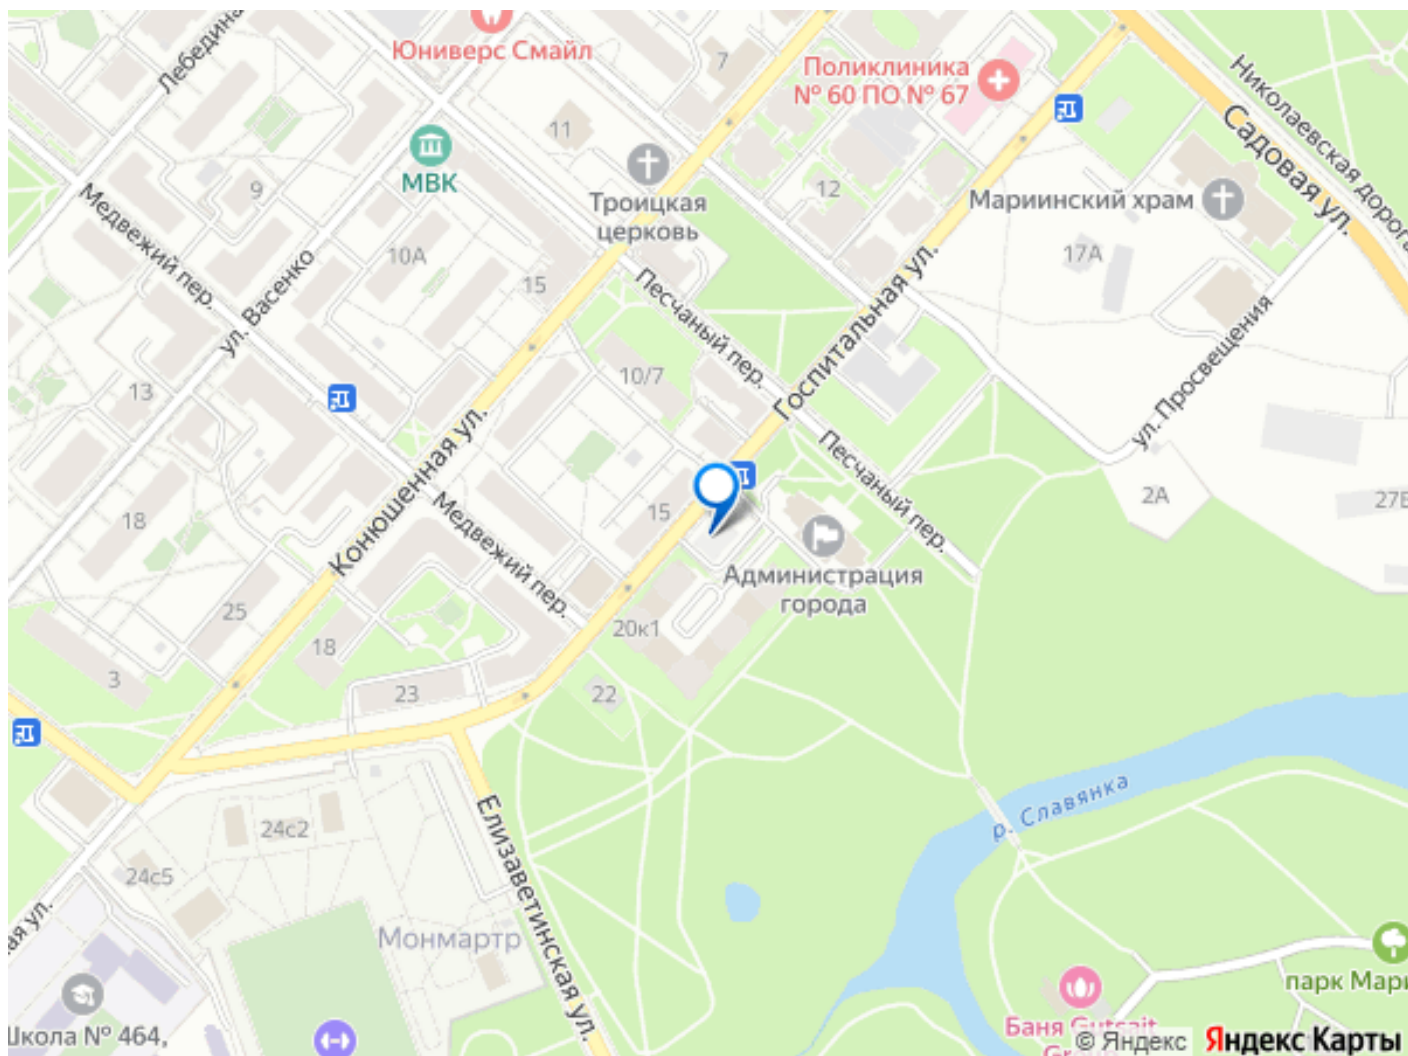 Лебедина
Юниверс Смайл
7
Поликлиника
№ 60 ПО № 67
Николаевская дорога
Садовая ул.
11
МВК
9
Троицкая
церковь
12
Мариинский храм
17А
Медвежий пер.
ул. Васенко
10А
15
Песчаный пер.
Госпитальная ул.
ул. Просвещения
13
10/7
Конюшенная ул.
Песчаный пер.
2А
27Е
18
Медвежий пер.
15
Администрация
города
25
18
20к1
3
23
22
р. Славянка
24с2
24с5
Елизаветинская ул.
ая ул.
Монмартр
парк Мари
Школа № 464,
Баня Gutsait
© Яндекс
Яндекс Карты